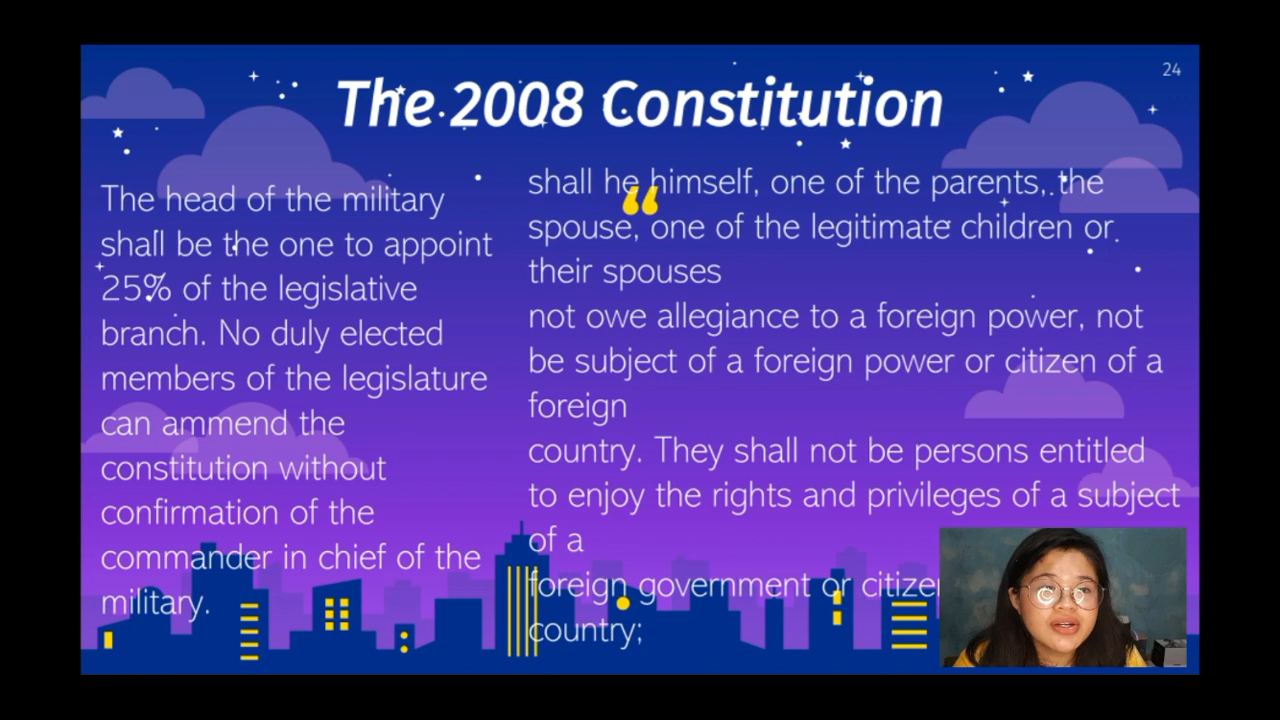 24
The 2008 Constitution
The head of the military
shall be the one to appoint
25% of the legislative
branch. No duly elected
members of the legislature
can ammend the
constitution without
confirmation of the
commander in chief of the
military.
“
shall he himself, one of the parents, the
spouse, one of the legitimate children or
their spouses
not owe allegiance to a foreign power, not
be subject of a foreign power or citizen of a
foreign
country. They shall not be persons entitled
to enjoy the rights and privileges of a subject
of a
foreign government or
country;